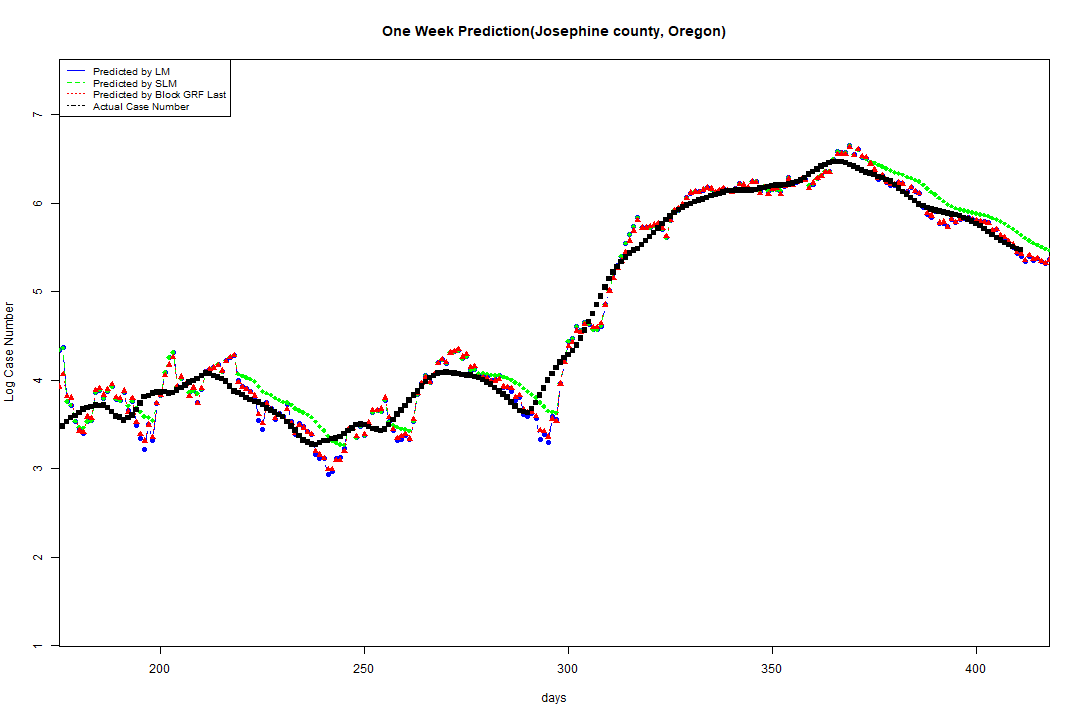 One Week Prediction(Josephine county, Oregon)
Predicted by LM
Predicted by SLM
Predicted by Block GRF Last
Actual Case Number
7
6
5
4
3
2
1
Log Case Number
200 250 300 350 400
days